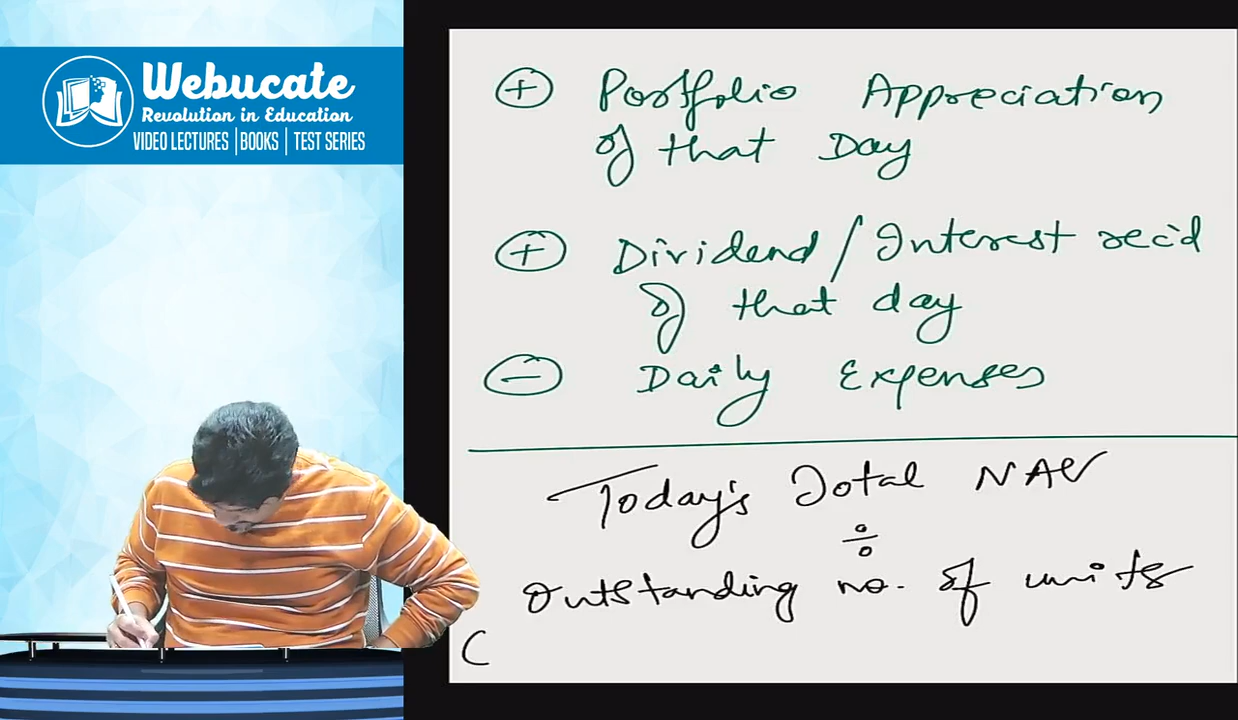 Webucate
Revolution in Education
VIDEO LECTURES | BOOKS | TEST SERIES
(+) Portfolio Appreciation
of that Day
(+) Dividend / Interest rec'd
of that day
(-) Daily Expenses
Today's Total NAV
÷
Outstanding no. of units
(